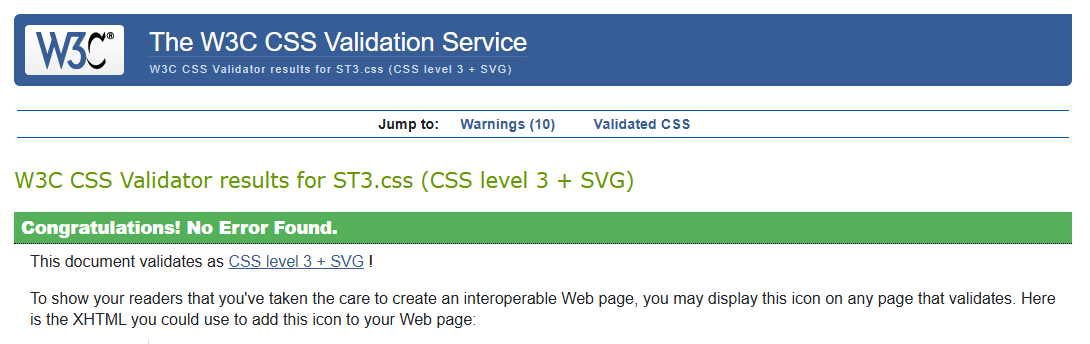 W3C®
The W3C CSS Validation Service
W3C CSS Validator results for ST3.css (CSS level 3 + SVG)
Jump to: Warnings (10) Validated CSS
W3C CSS Validator results for ST3.css (CSS level 3 + SVG)
Congratulations! No Error Found.
This document validates as CSS level 3 + SVG !
To show your readers that you've taken the care to create an interoperable Web page, you may display this icon on any page that validates. Here
is the XHTML you could use to add this icon to your Web page: